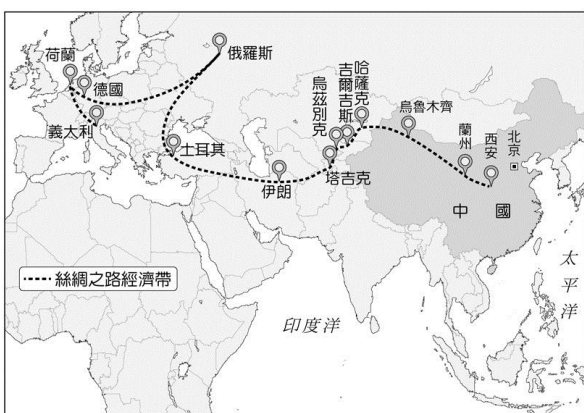 荷蘭
俄羅斯
德國
義大利
土耳其
伊朗
烏茲別克
吉爾吉斯
哈薩克
塔吉克
烏魯木齊
蘭州
西安
北京
中國
太平洋
印度洋
絲綢之路經濟帶